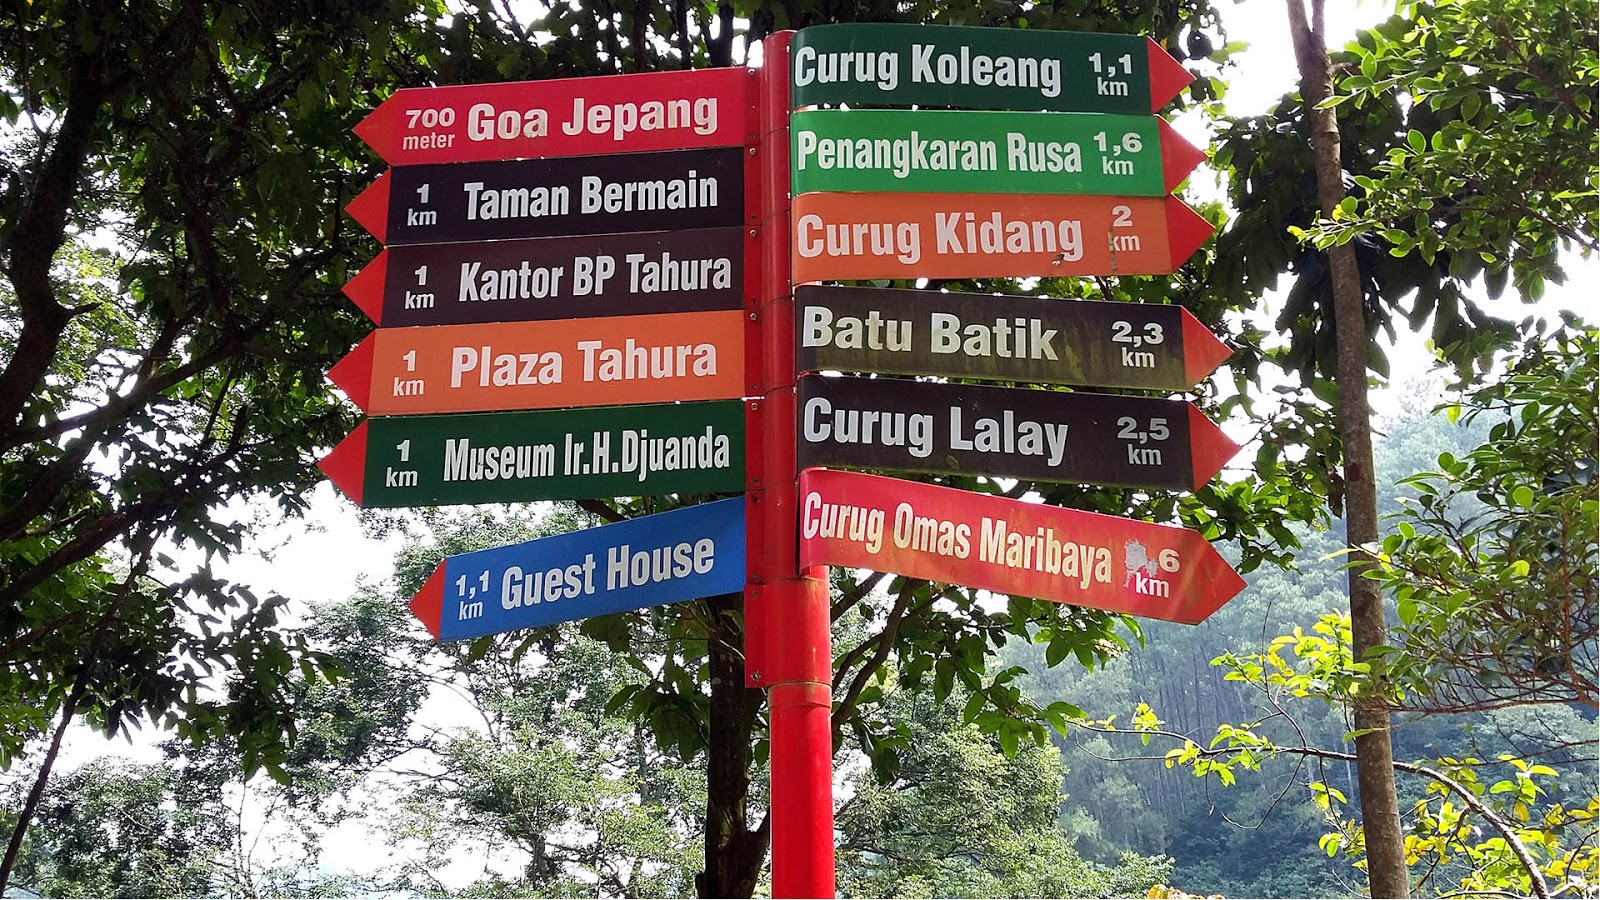 700 meter Goa Jepang
1 km Taman Bermain
1 km Kantor BP Tahura
1 km Plaza Tahura
1 km Museum Ir.H.Djuanda
1,1 km Guest House
Curug Koleang 1,1 km
Penangkaran Rusa 1,6 km
Curug Kidang 2 km
Batu Batik 2,3 km
Curug Lalay 2,5 km
Curug Omas Maribaya 6 km